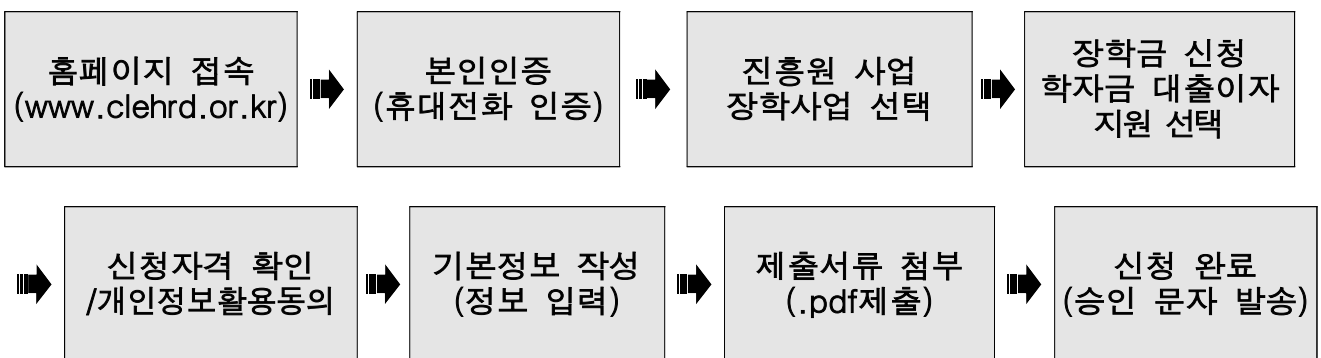 홈페이지 접속
(www.clehrd.or.kr)
본인인증
(휴대전화 인증)
진흥원 사업
장학사업 선택
장학금 신청
학자금 대출이자
지원 선택
신청자격 확인
/개인정보활용동의
기본정보 작성
(정보 입력)
제출서류 첨부
(.pdf제출)
신청 완료
(승인 문자 발송)